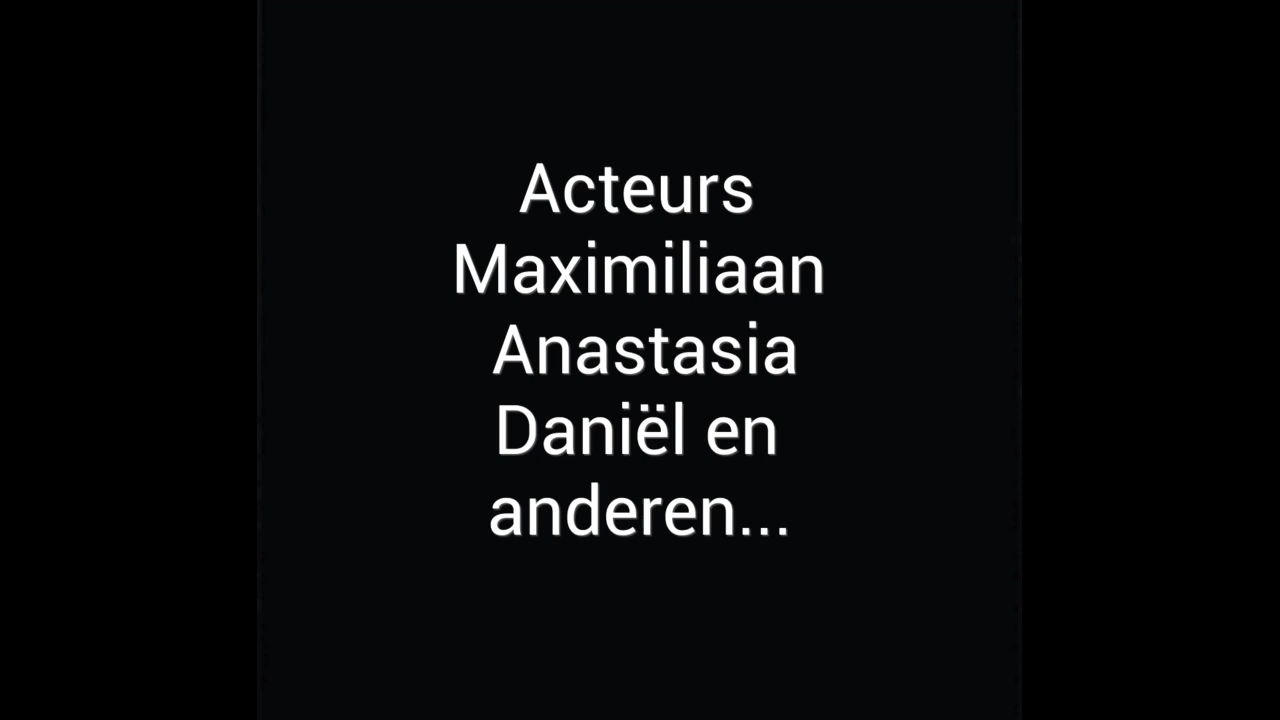 Acteurs
Maximiliaan
Anastasia
Daniël en
anderen...